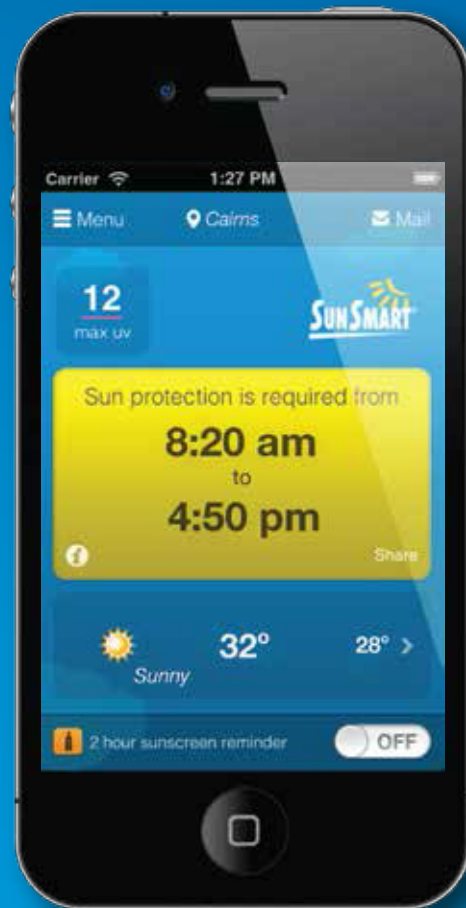 Carrier 1:27 PM
Menu Cairns Mail
12
max uv
SUNSMART
Sun protection is required from
8:20 am
to
4:50 pm
i Share
32° 28° >
Sunny
2 hour sunscreen reminder OFF